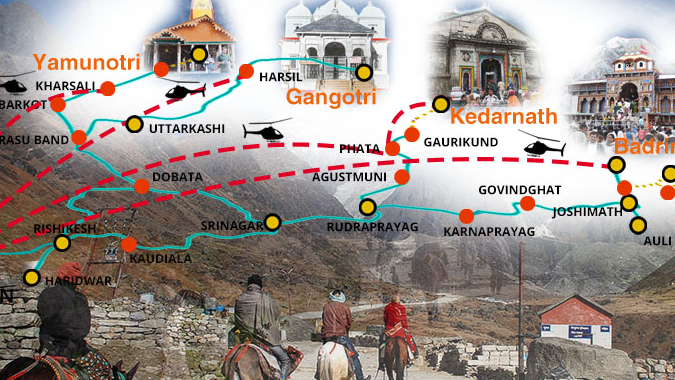 Yamunotri
KHARSALI
BARKOT
HARSIL
Gangotri
Kedarnath
GAURIKUND
PHATA
Badri
RASU BAND
UTTARKASHI
DOBATA
AGUSTMUNI
GOVINDGHAT
JOSHIMATH
RISHIKESH
SRINAGAR
RUDRAPRAYAG
KARNAPRAYAG
AULI
KAUDIALA
HARIDWAR
N